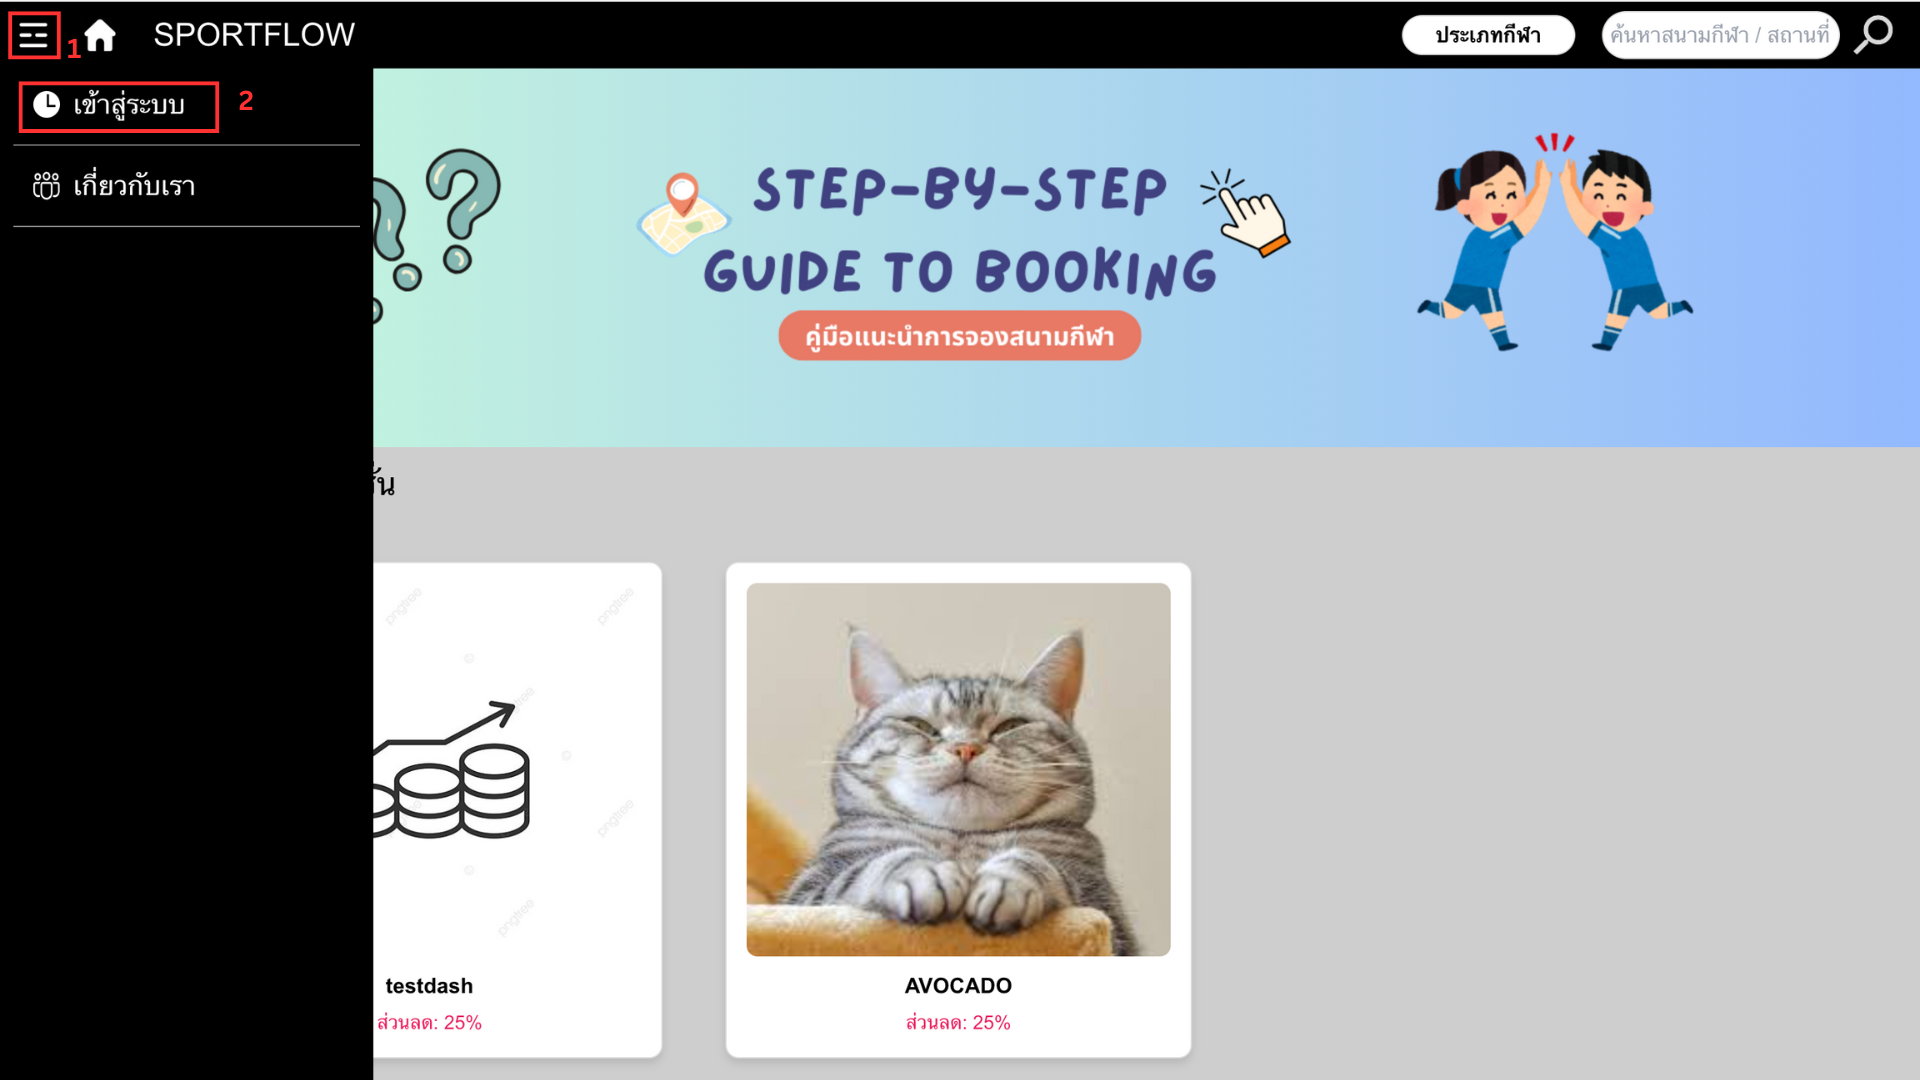 1
SPORTFLOW
ประเภทกีฬา
ค้นหาสนามกีฬา / สถานที่
เข้าสู่ระบบ
2
เกี่ยวกับเรา
STEP-BY-STEP
GUIDE TO BOOKING
คู่มือแนะนำการจองสนามกีฬา
pngtree
pngtree
pngtree
pngtree
testdash
AVOCADO
ส่วนลด: 25%
ส่วนลด: 25%